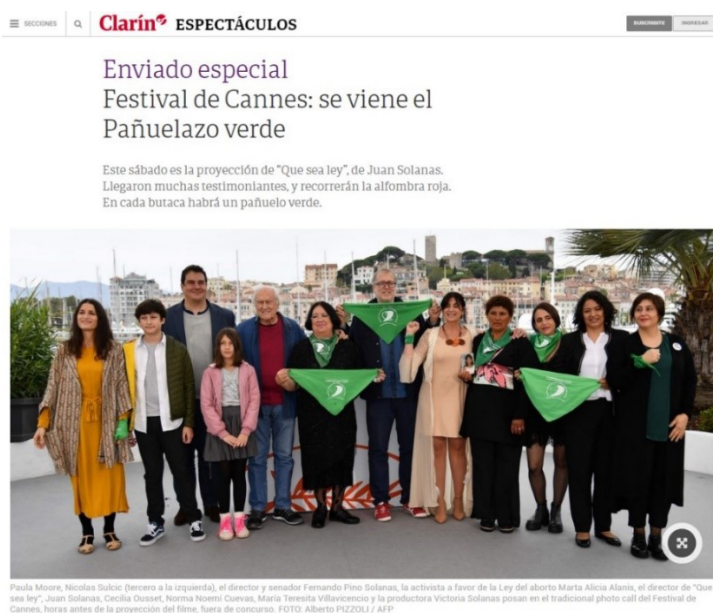 SECCIONES
Clarín ESPECTÁCULOS
SUSCRIBITE INGRESAR
Enviado especial
Festival de Cannes: se viene el
Pañuelazo verde
Este sábado es la proyección de "Que sea ley", de Juan Solanas.
Llegaron muchas testimoniantes, y recorrerán la alfombra roja.
En cada butaca habrá un pañuelo verde.
Paula Moore, Nicolas Sulcic (tercero a la izquierda), el director y senador Fernando Pino Solanas, la activista a favor de la Ley del aborto Marta Alicia Alanis, el director de "Que
sea ley", Juan Solanas, Cecilia Ousset, Norma Noemí Cuevas, María Teresita Villavicencio y la productora Victoria Solanas posan en el tradicional photo call del Festival de
Cannes, horas antes de la proyección del filme, fuera de concurso. FOTO: Alberto PIZZOLI / AFP